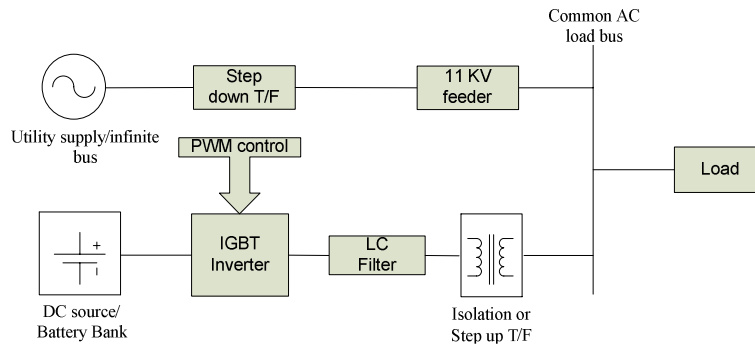 Common AC
load bus
Step
down T/F
11 KV
feeder
Utility supply/infinite
bus
PWM control
Load
IGBT
Inverter
LC
Filter
+
I
DC source/
Battery Bank
Isolation or
Step up T/F